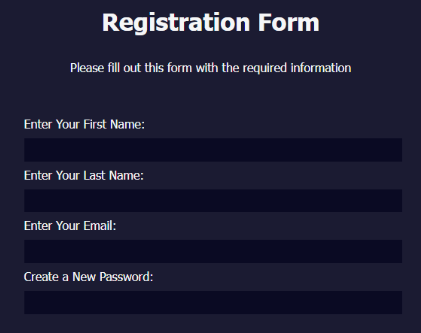 Registration Form
Please fill out this form with the required information
Enter Your First Name:
Enter Your Last Name:
Enter Your Email:
Create a New Password: